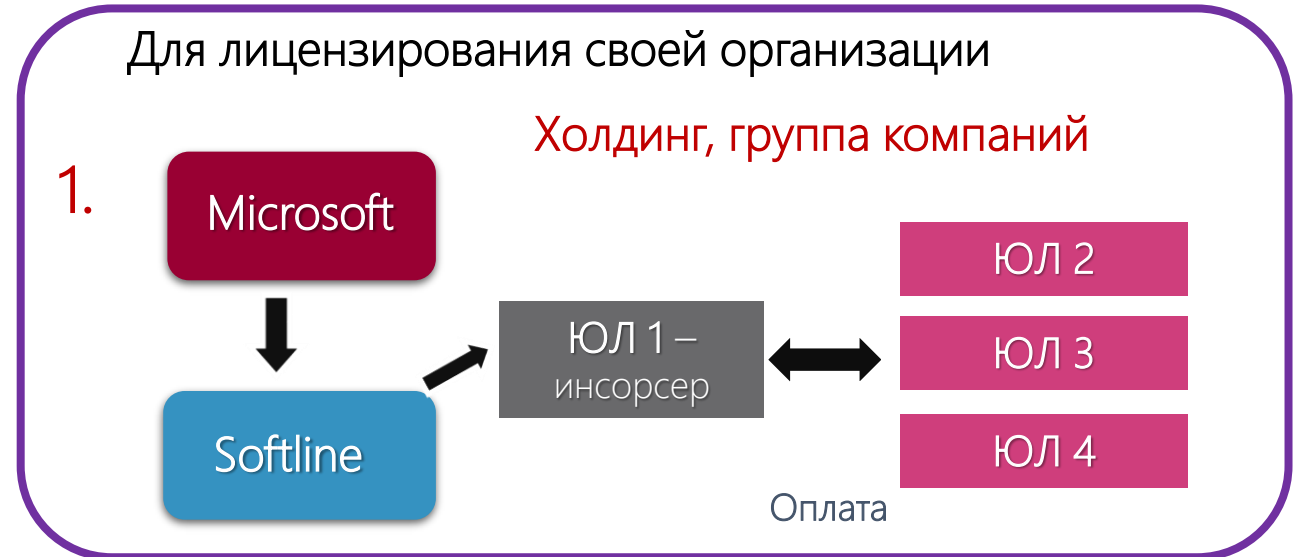 Для лицензирования своей организации
Холдинг, группа компаний
1.
Microsoft
ЮЛ 2
ЮЛ 1 –
инсорсер
ЮЛ 3
Softline
ЮЛ 4
Оплата